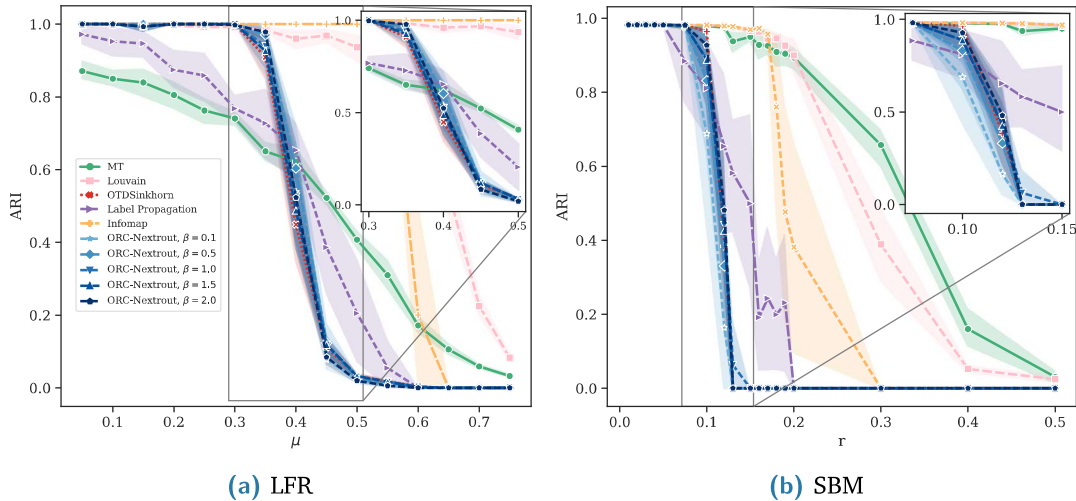 1.0
0.8
0.6
0.4
0.2
0.0
ARI
0.1 0.2 0.3 0.4 0.5 0.6 0.7
μ
MT
Louvain
OTDSinkhorn
Label Propagation
Infomap
ORC-Nextrout, β = 0.1
ORC-Nextrout, β = 0.5
ORC-Nextrout, β = 1.0
ORC-Nextrout, β = 1.5
ORC-Nextrout, β = 2.0
1.0
0.5
0.0
0.3 0.4 0.5
(a) LFR
1.0
0.8
0.6
0.4
0.2
0.0
ARI
0.0 0.1 0.2 0.3 0.4 0.5
r
1.0
0.5
0.0
0.10 0.15
(b) SBM